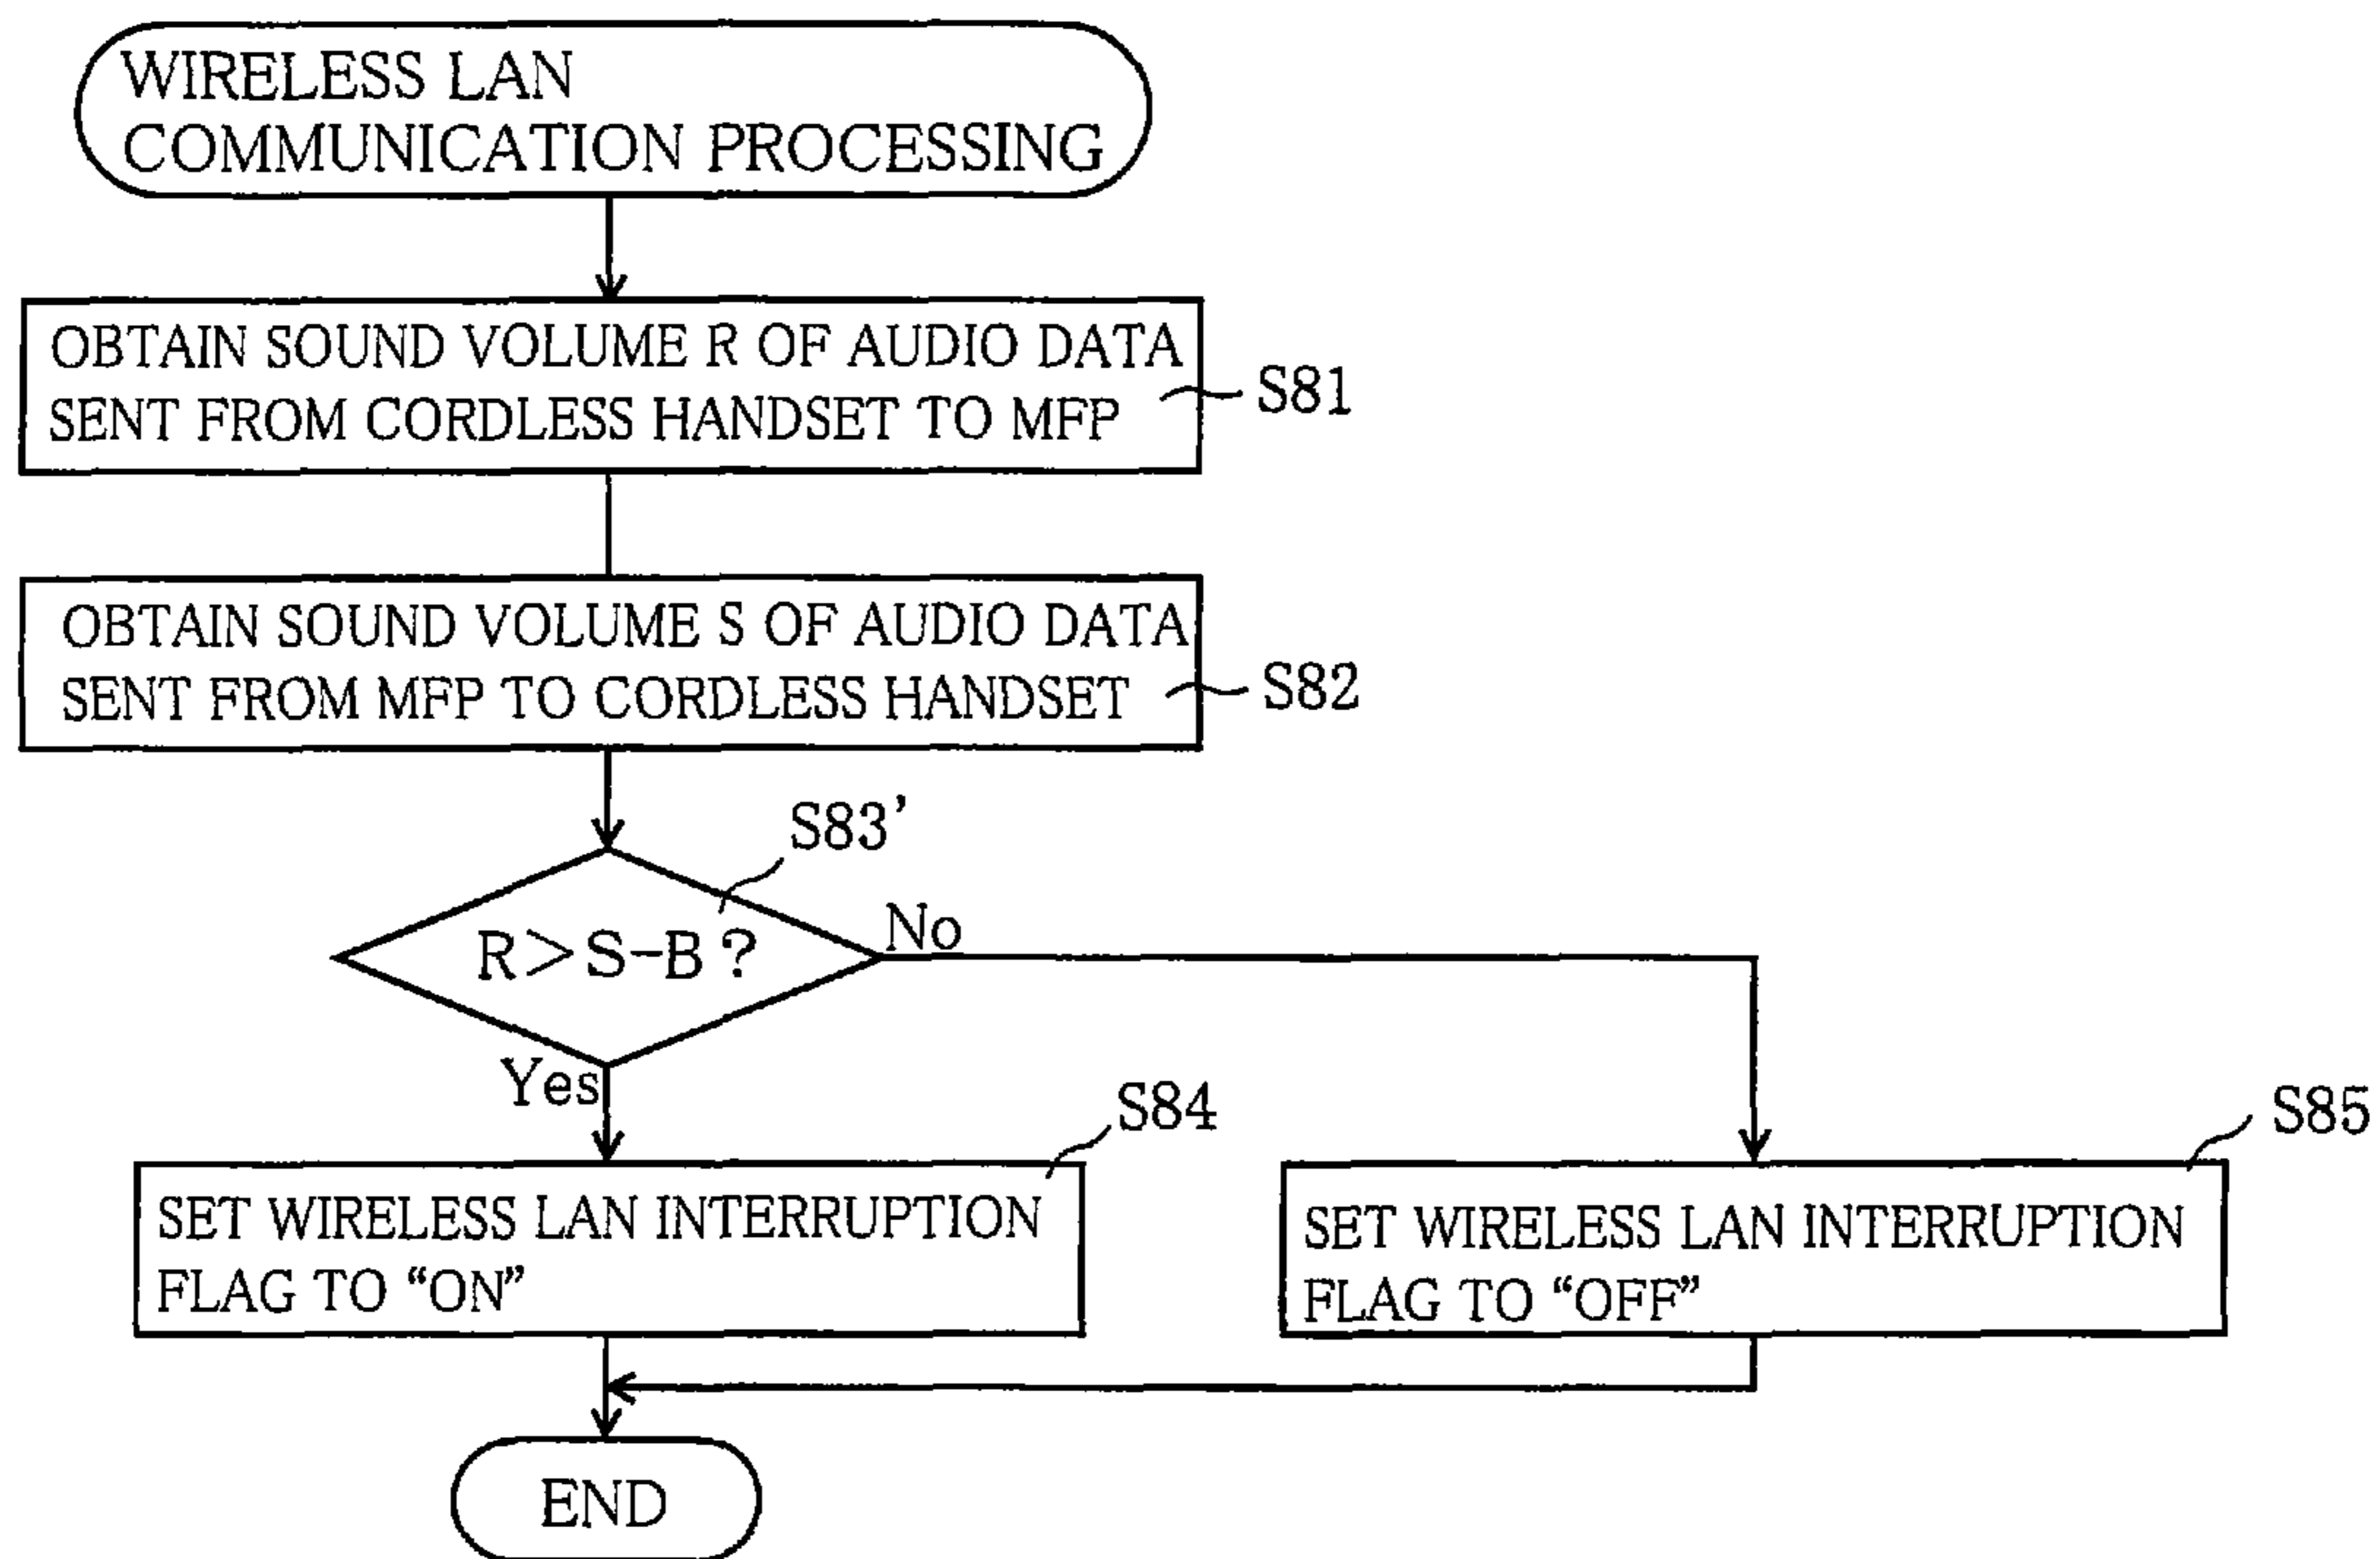 WIRELESS LAN
COMMUNICATION PROCESSING
OBTAIN SOUND VOLUME R OF AUDIO DATA
SENT FROM CORDLESS HANDSET TO MFP
S81
OBTAIN SOUND VOLUME S OF AUDIO DATA
SENT FROM MFP TO CORDLESS HANDSET
S82
S83'
R>S-B?
No
Yes
S84
SET WIRELESS LAN INTERRUPTION
FLAG TO “ON”
S85
SET WIRELESS LAN INTERRUPTION
FLAG TO “OFF”
END